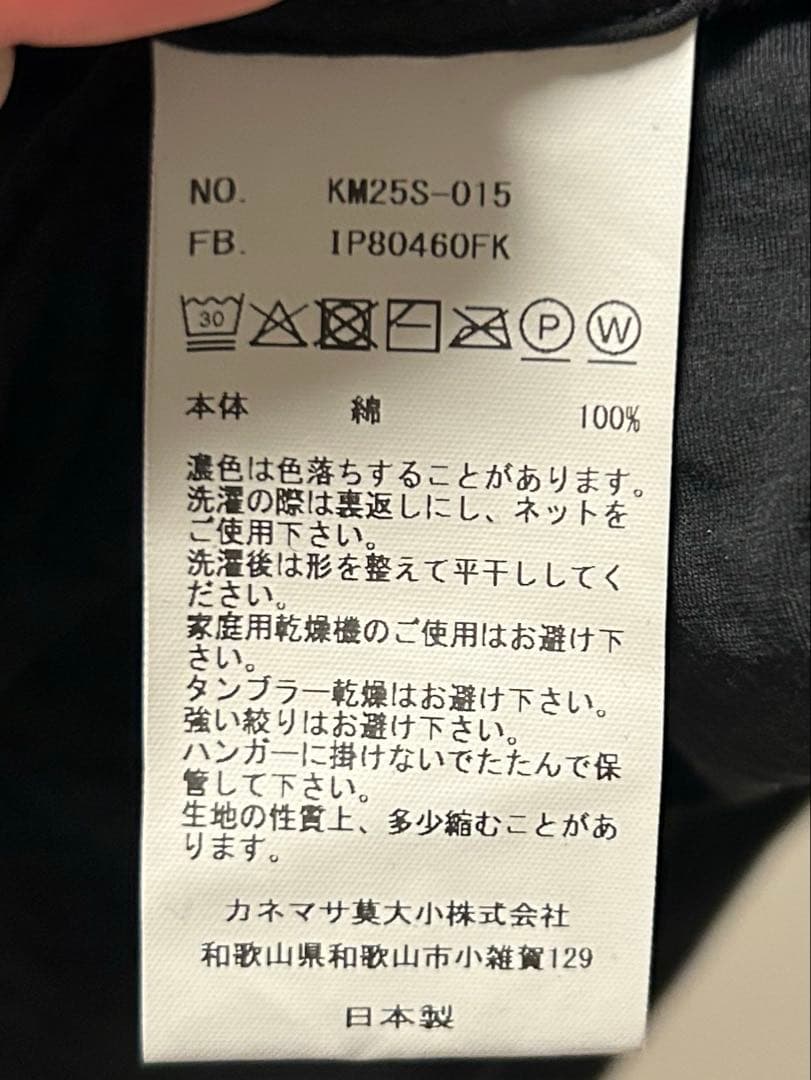 NO. KM25S-015
FB. IP80460FK
30 P W
本体 綿 100%
濃色は色落ちすることがあります。
洗濯の際は裏返しにし、ネットを
ご使用下さい。
洗濯後は形を整えて平干ししてく
ださい。
家庭用乾燥機のご使用はお避け下
さい。
タンブラー乾燥はお避け下さい。
強い絞りはお避け下さい。
ハンガーに掛けないでたたんで保
管して下さい。
生地の性質上、多少縮むことがあ
ります。
カネマサ莫大小株式会社
和歌山県和歌山市小雑賀129
日本製